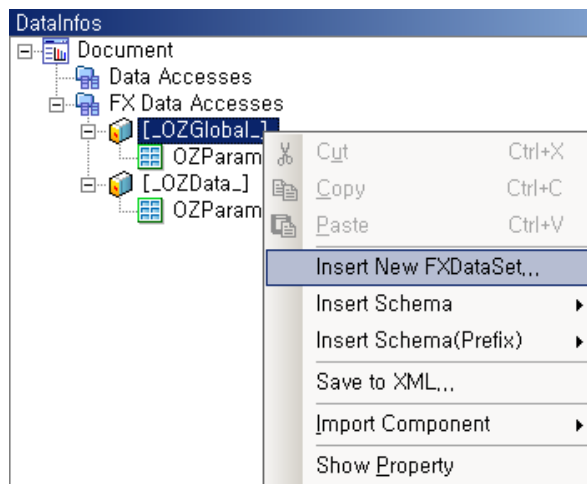 DataInfos
Document
Data Accesses
FX Data Accesses
[_OZGlobal_]
OZParam
[_OZData_]
OZParam
Cut Ctrl+X
Copy Ctrl+C
Paste Ctrl+V
Insert New FXDataSet...
Insert Schema
Insert Schema(Prefix)
Save to XML...
Import Component
Show Property